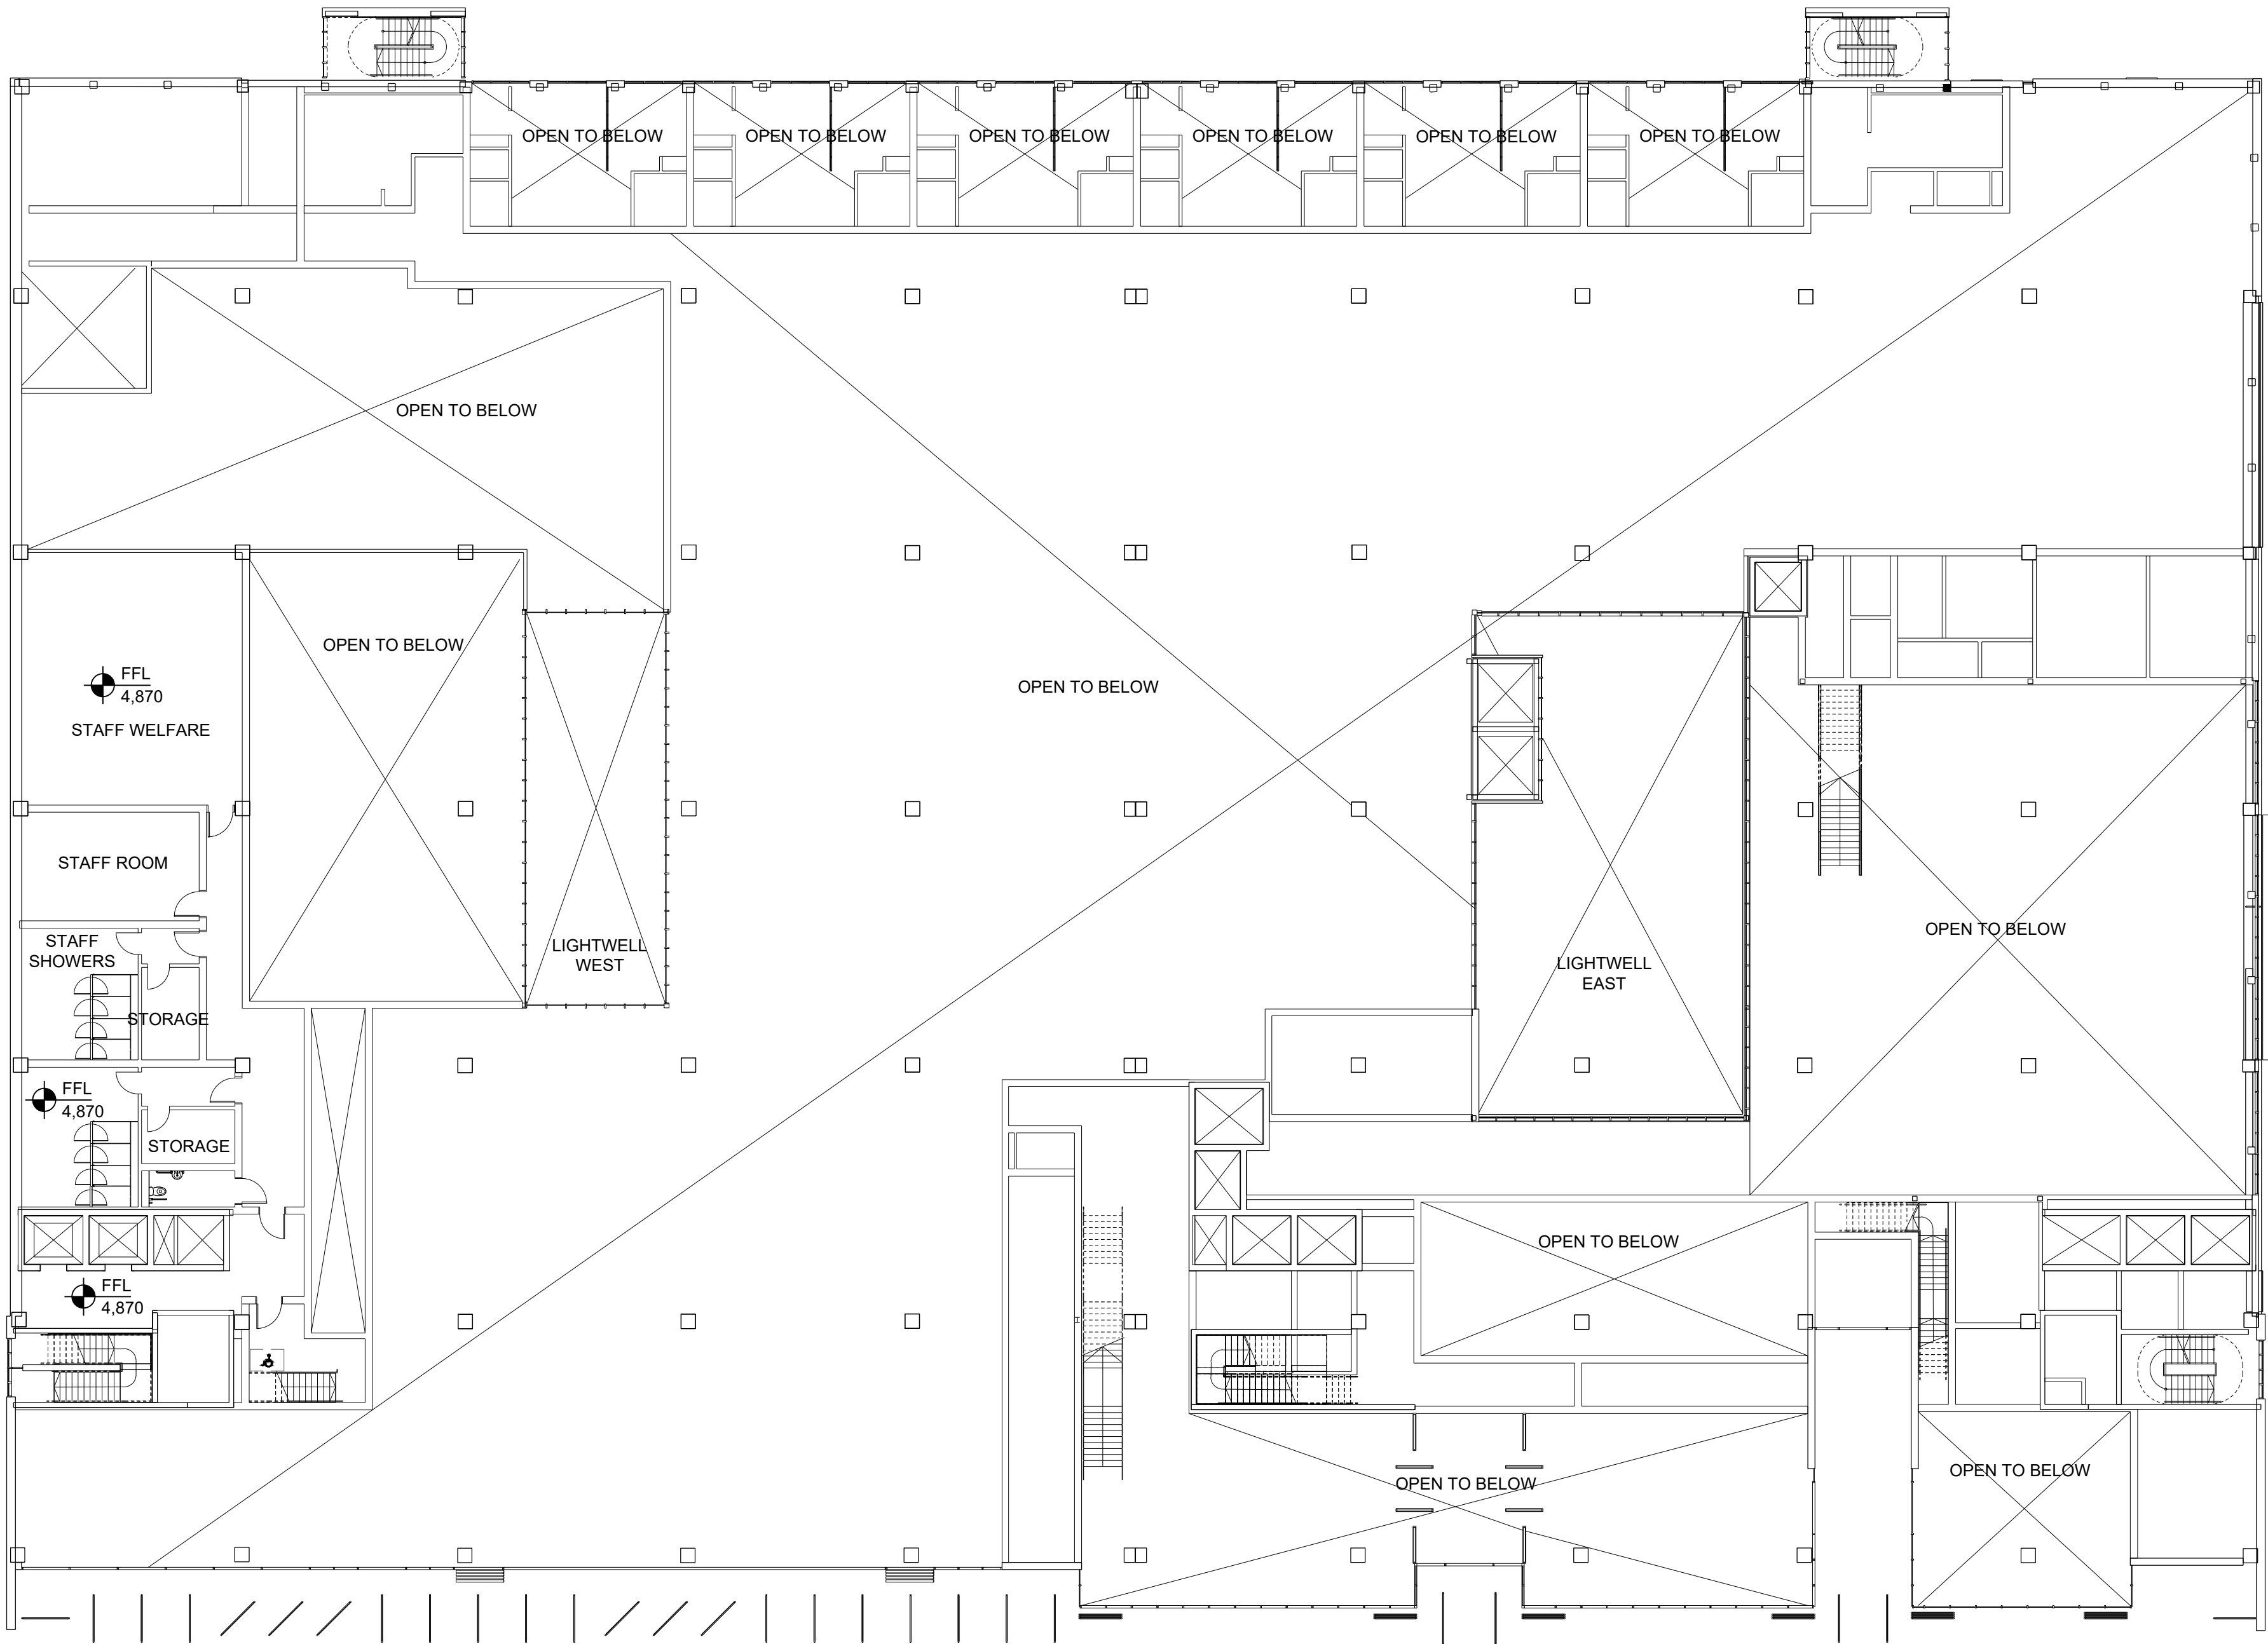 OPEN TO BELOW
OPEN TO BELOW
OPEN TO BELOW
OPEN TO BELOW
OPEN TO BELOW
OPEN TO BELOW
OPEN TO BELOW
OPEN TO BELOW
FFL
4,870
STAFF WELFARE
OPEN TO BELOW
STAFF ROOM
STAFF
SHOWERS
LIGHTWELL
WEST
LIGHTWELL
EAST
OPEN TO BELOW
STORAGE
FFL
4,870
STORAGE
OPEN TO BELOW
FFL
4,870
OPEN TO BELOW
OPEN TO BELOW